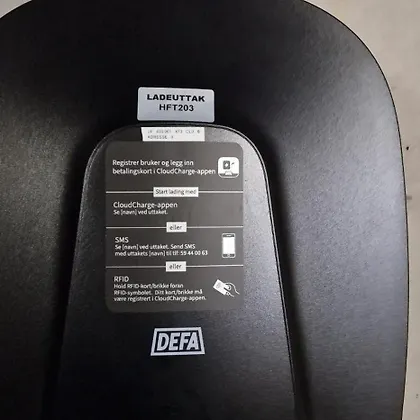 LADEUTTAK
HFT203
ADRESSE
Registrer bruker og legg inn
betalingskort i CloudCharge-appen
Start lading med
CloudCharge-appen
Se [navn] ved uttaket.
eller
SMS
Se [navn] ved uttaket. Send SMS
med uttakets [navn] til tlf: 59 44 00 63
eller
RFID
Hold RFID-kort/brikke foran
RFID-symbolet. Ditt kort/brikke må
være registrert i CloudCharge-appen.
DEFA